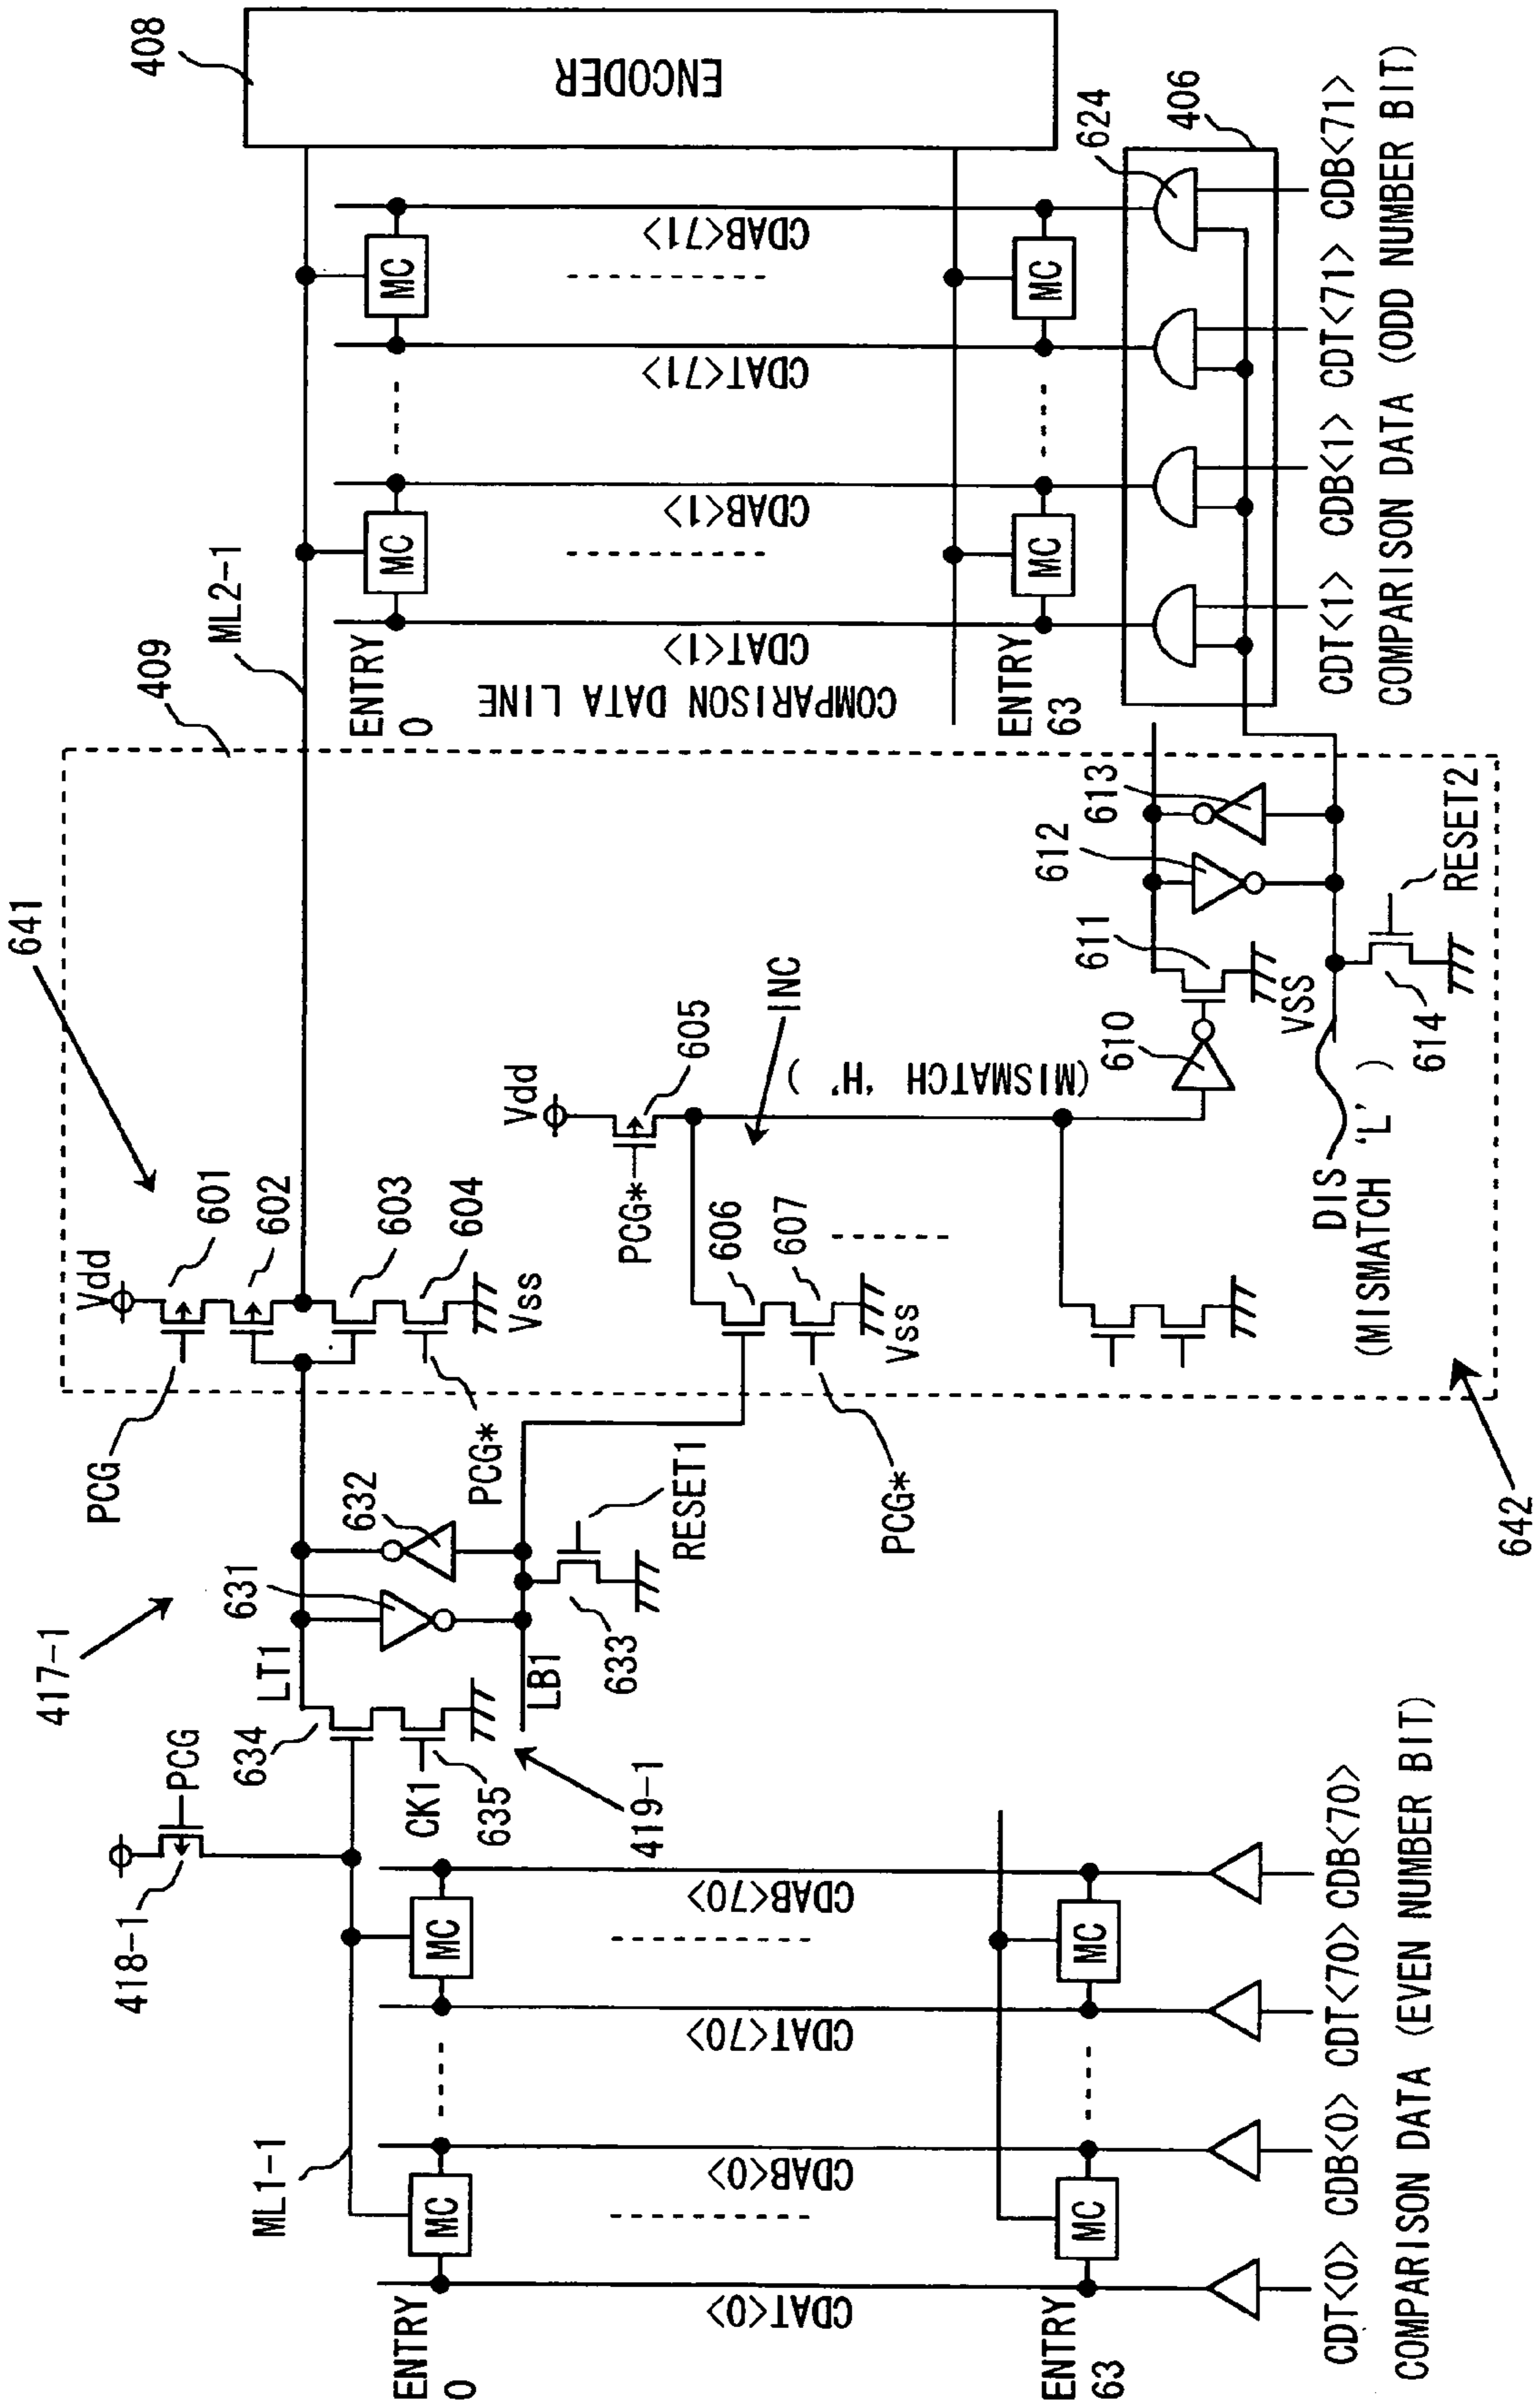 417-1
418-1
PCG
ML1-1
ENTRY
0
MC
MC
CDAT<0>
CDAB<0>
CDAT<70>
CDAB<70>
ENTRY
63
MC
MC
CDT<0> CDB<0> CDT<70> CDB<70>
COMPARISON DATA (EVEN NUMBER BIT)
634
LT1
CK1
635
LB1
419-1
631
632
633
RESET1
409
641
PCG
Vdd
601
602
603
604
PCG*
Vss
Vdd
605
PCG*
606
607
PCG*
Vss
INC
(MISMATCH 'H' )
610
611
VSS
612
613
DIS
(MISMATCH 'L' )
614
RESET2
642
ML2-1
ENTRY
0
MC
MC
CDAT<1>
CDAB<1>
CDAT<71>
CDAB<71>
COMPARISON DATA LINE
ENTRY
63
MC
MC
408
ENCODER
624
406
CDT<1> CDB<1> CDT<71> CDB<71>
COMPARISON DATA (ODD NUMBER BIT)